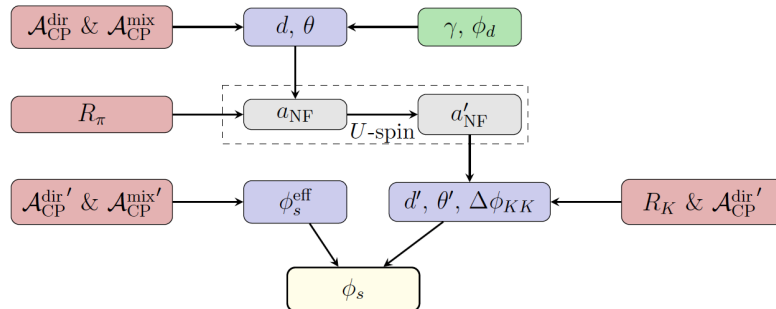 𝒜_CP^dir & 𝒜_CP^mix
d, θ
γ, ϕ_d
R_π
a_NF
U-spin
a′_NF
𝒜_CP^dir′ & 𝒜_CP^mix′
ϕ_s^eff
d′, θ′, Δϕ_KK
R_K & 𝒜_CP^dir′
ϕ_s